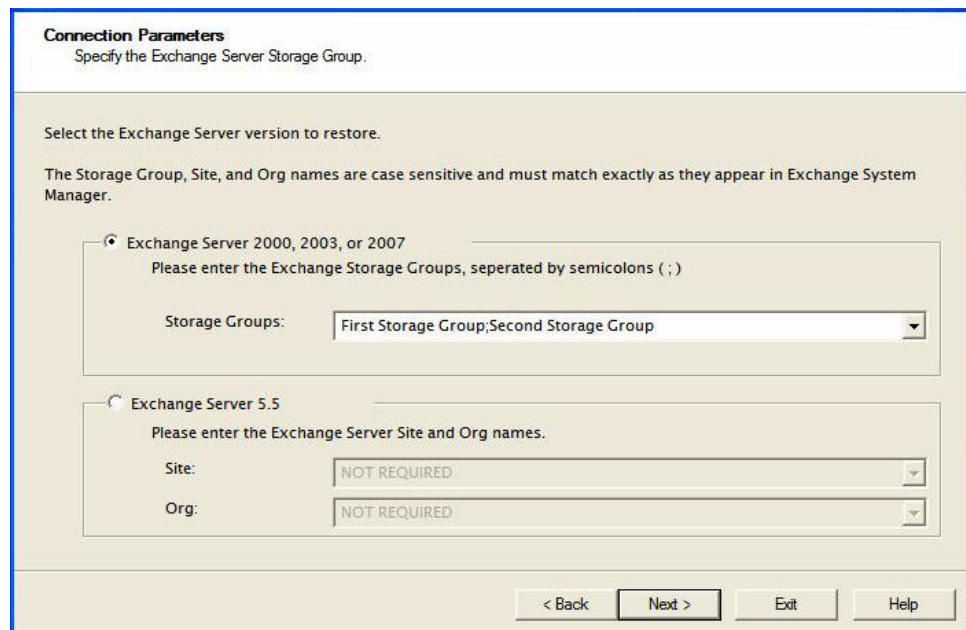 Connection Parameters
Specify the Exchange Server Storage Group.
Select the Exchange Server version to restore.
The Storage Group, Site, and Org names are case sensitive and must match exactly as they appear in Exchange System
Manager.
Exchange Server 2000, 2003, or 2007
Please enter the Exchange Storage Groups, seperated by semicolons ( ; )
Storage Groups: First Storage Group;Second Storage Group
Exchange Server 5.5
Please enter the Exchange Server Site and Org names.
Site: NOT REQUIRED
Org: NOT REQUIRED
< Back Next > Exit Help